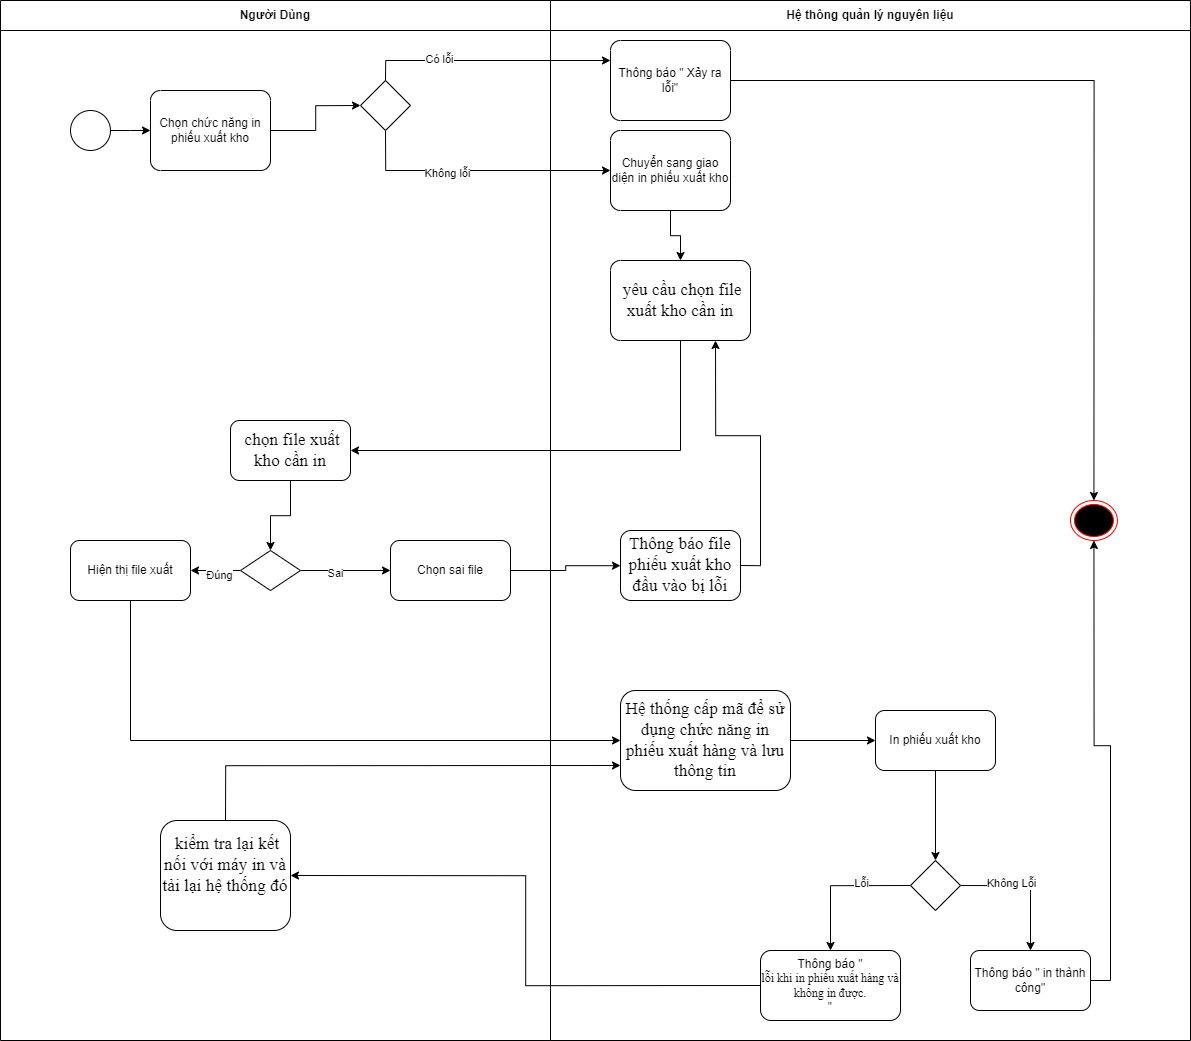 Người Dùng
Hệ thông quản lý nguyên liệu
Có lỗi
Thông báo " Xảy ra
lỗi"
Chọn chức năng in
phiếu xuất kho
Không lỗi
Chuyển sang giao
diện in phiếu xuất kho
yêu cầu chọn file
xuất kho cần in
chọn file xuất
kho cần in
Hiện thị file xuất
Đúng
Sai
Chọn sai file
Thông báo file
phiếu xuất kho
đầu vào bị lỗi
Hệ thống cấp mã để sử
dụng chức năng in
phiếu xuất hàng và lưu
thông tin
In phiếu xuất kho
kiểm tra lại kết
nối với máy in và
tải lại hệ thống đó
Lỗi
Không Lỗi
Thông báo "
lỗi khi in phiếu xuất hàng và
không in được.
"
Thông báo " in thành
công"